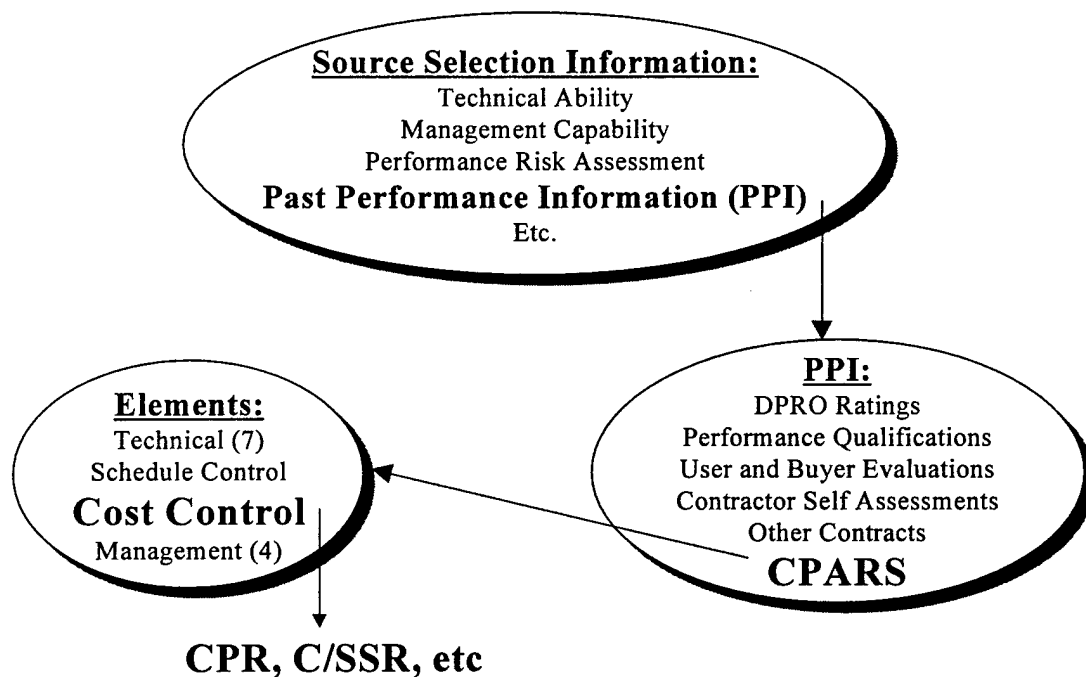 Source Selection Information:
Technical Ability
Management Capability
Performance Risk Assessment
Past Performance Information (PPI)
Etc.
PPI:
DPRO Ratings
Performance Qualifications
User and Buyer Evaluations
Contractor Self Assessments
Other Contracts
CPARS
Elements:
Technical (7)
Schedule Control
Cost Control
Management (4)
CPR, C/SSR, etc